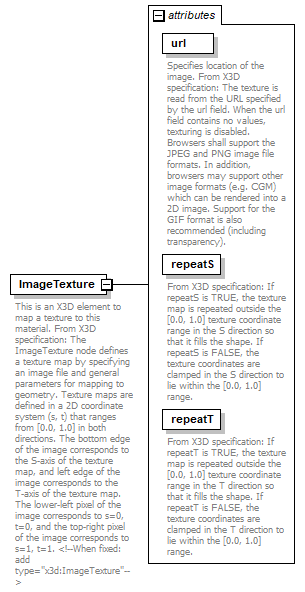 attributes
url
Specifies location of the
image. From X3D
specification: The texture is
read from the URL specified
by the url field. When the url
field contains no values,
texturing is disabled.
Browsers shall support the
JPEG and PNG image file
formats. In addition,
browsers may support other
image formats (e.g. CGM)
which can be rendered into a
2D image. Support for the
GIF format is also
recommended (including
transparency).
repeatS
From X3D specification: If
repeatS is TRUE, the texture
map is repeated outside the
[0.0, 1.0] texture coordinate
range in the S direction so
that it fills the shape. If
repeatS is FALSE, the
texture coordinates are
clamped in the S direction to
lie within the [0.0, 1.0]
range.
repeatT
From X3D specification: If
repeatT is TRUE, the texture
map is repeated outside the
[0.0, 1.0] texture coordinate
range in the T direction so
that it fills the shape. If
repeatT is FALSE, the
texture coordinates are
clamped in the T direction to
lie within the [0.0, 1.0]
range.
ImageTexture
This is an X3D element to
map a texture to this
material. From X3D
specification: The
ImageTexture node defines
a texture map by specifying
an image file and general
parameters for mapping to
geometry. Texture maps are
defined in a 2D coordinate
system (s, t) that ranges
from [0.0, 1.0] in both
directions. The bottom edge
of the image corresponds to
the S-axis of the texture
map, and left edge of the
image corresponds to the
T-axis of the texture map.
The lower-left pixel of the
image corresponds to s=0,
t=0, and the top-right pixel
of the image corresponds to
s=1, t=1. <!--When fixed:
add
type="x3d:ImageTexture"--
>